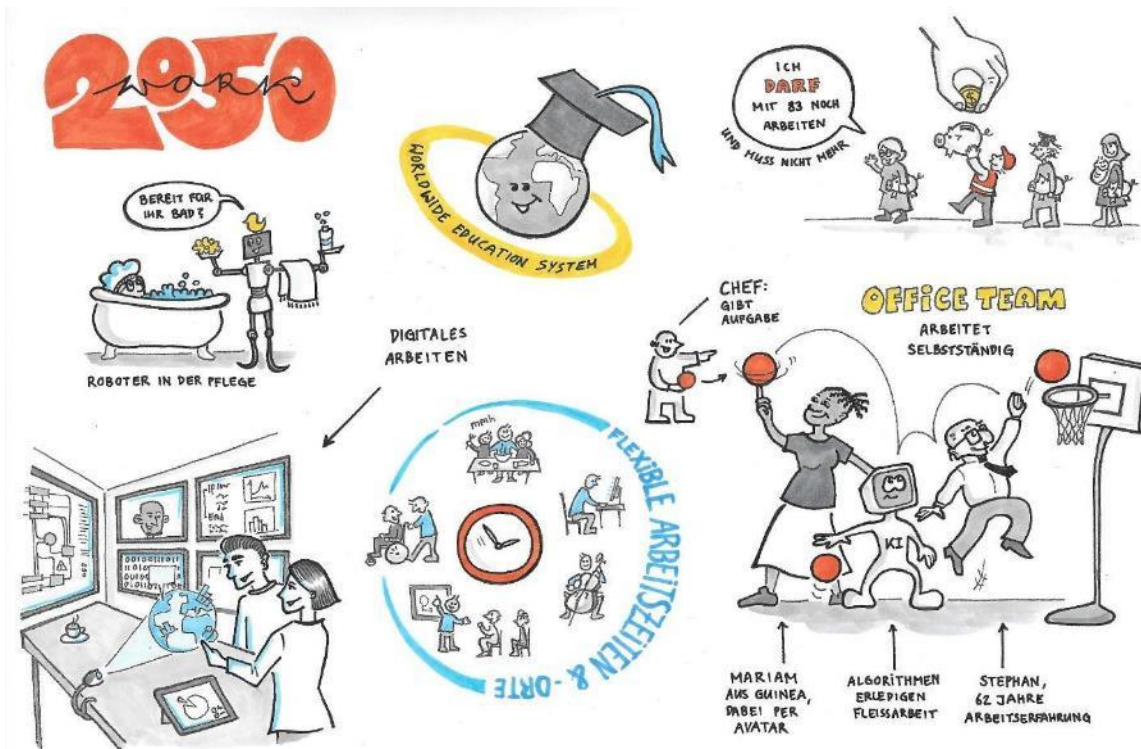 2050
work
BEREIT FÜR
IHR BAD?
ROBOTER IN DER PFLEGE
WORLDWIDE EDUCATION SYSTEM
ICH
DARF
MIT 83 NOCH
ARBEITEN
UND MUSS NICHT MEHR
DIGITALES
ARBEITEN
CHEF:
GIBT
AUFGABE
OFFICE TEAM
ARBEITET
SELBSTSTÄNDIG
KI
mmh
FLEXIBLE ARBEITSZEITEN & -ORTE
End
MARIAM
AUS GUINEA,
DABEI PER
AVATAR
ALGORITHMEN
ERLEDIGEN
FLEISSARBEIT
STEPHAN,
62 JAHRE
ARBEITSERFAHRUNG